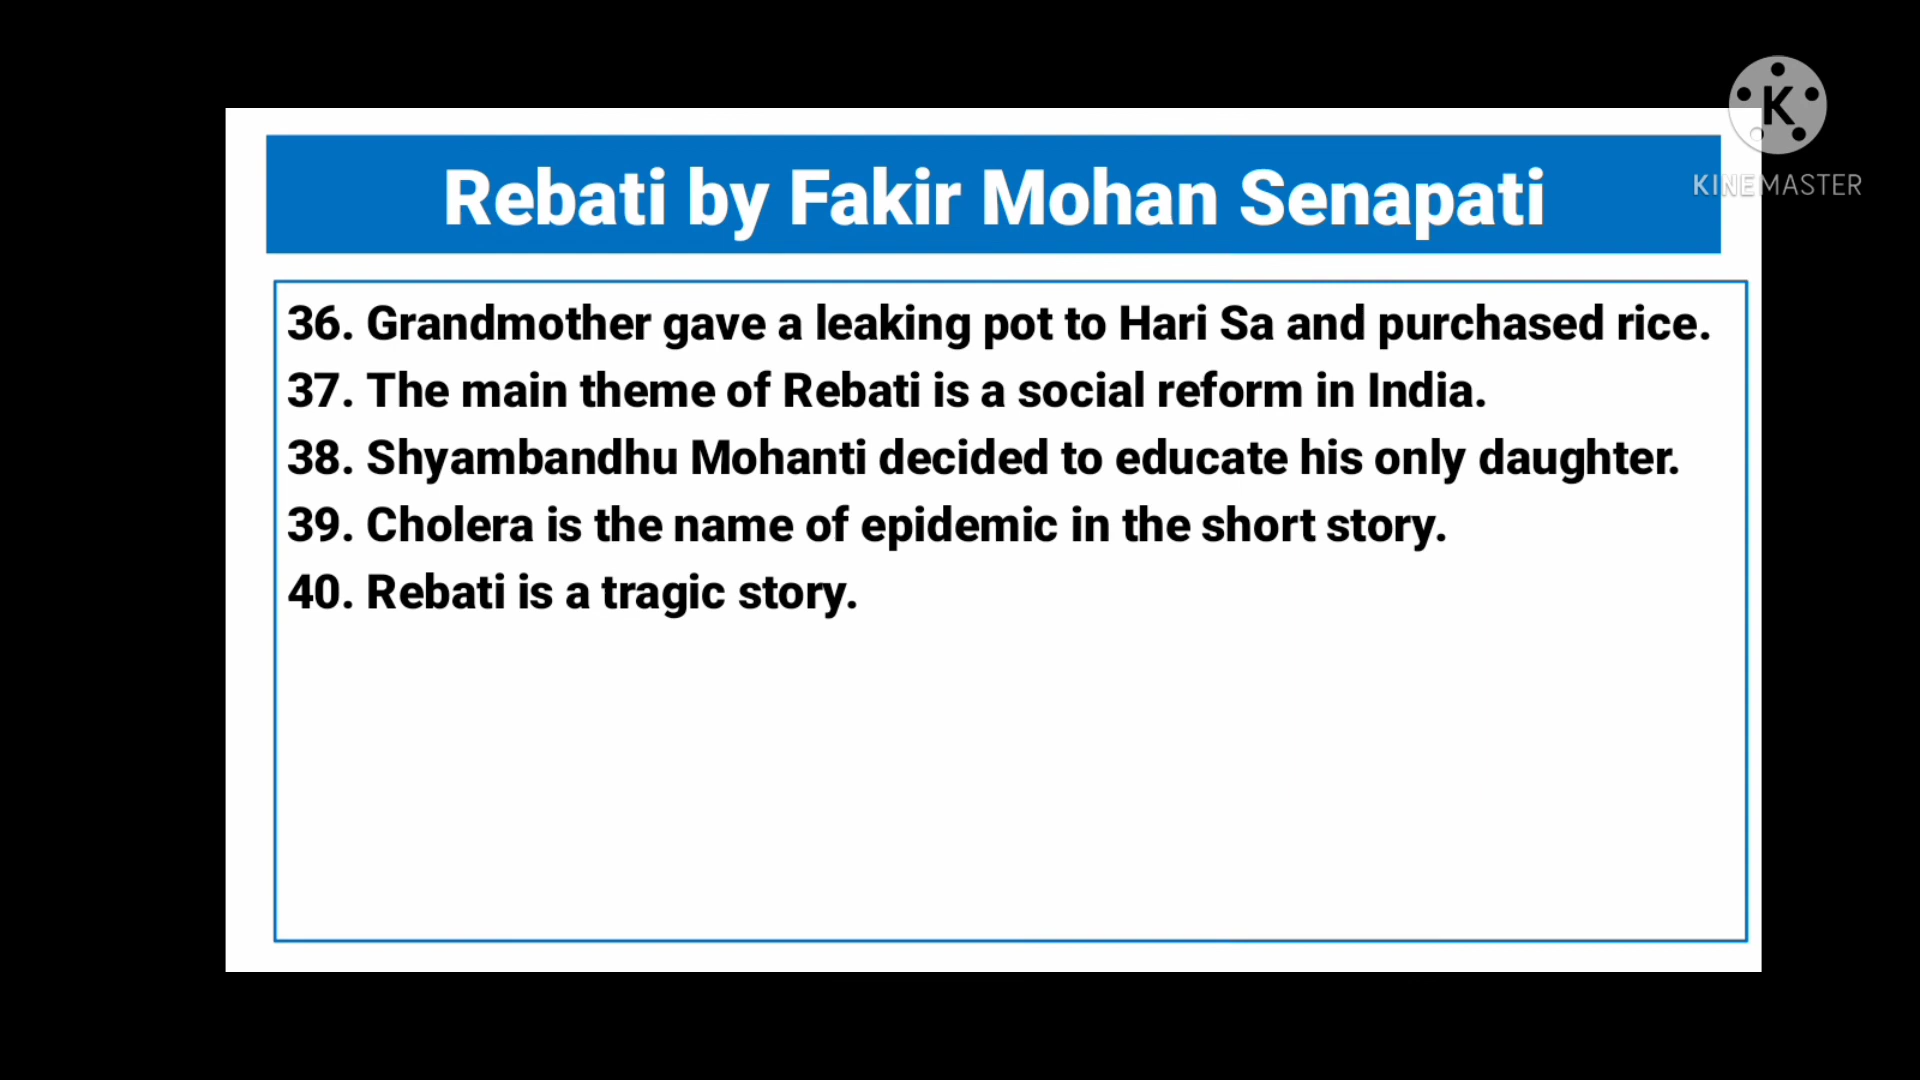 K
KINEMASTER
Rebati by Fakir Mohan Senapati
36. Grandmother gave a leaking pot to Hari Sa and purchased rice.
37. The main theme of Rebati is a social reform in India.
38. Shyambandhu Mohanti decided to educate his only daughter.
39. Cholera is the name of epidemic in the short story.
40. Rebati is a tragic story.